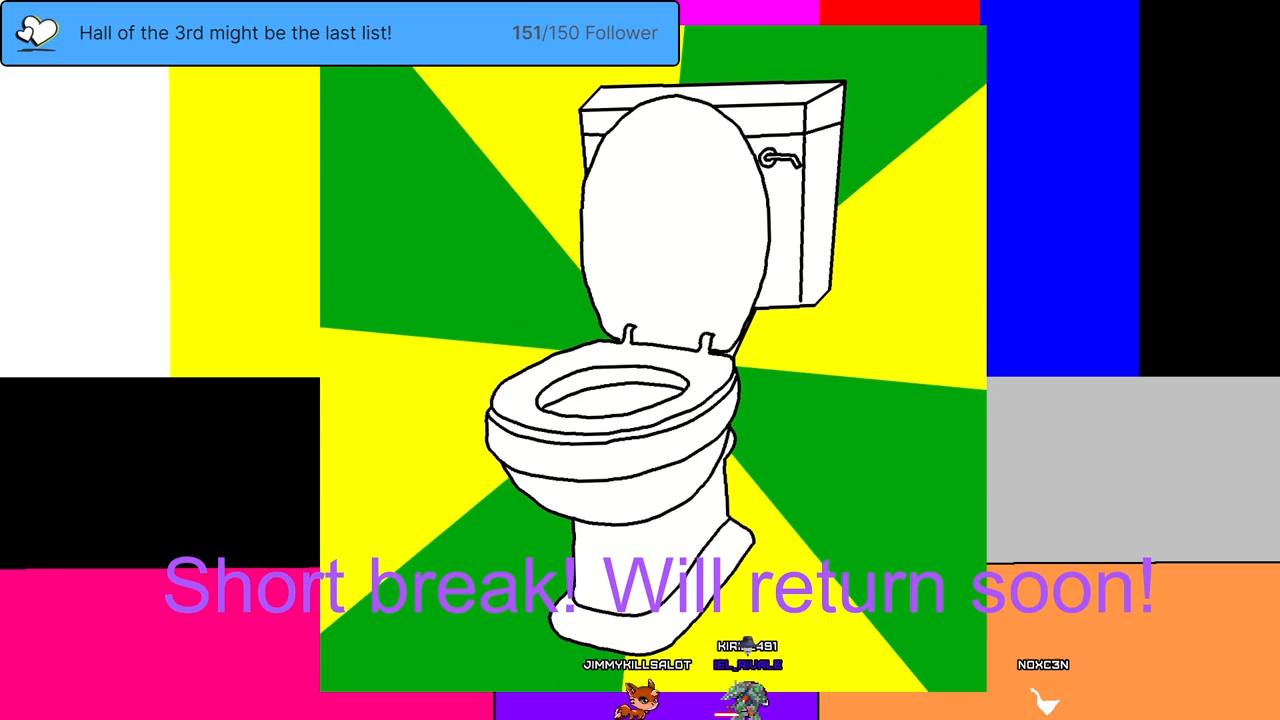 Hall of the 3rd might be the last list!
151/150 Follower
Short break! Will return soon!
JIMMYKILLSALOT
NOXC3N